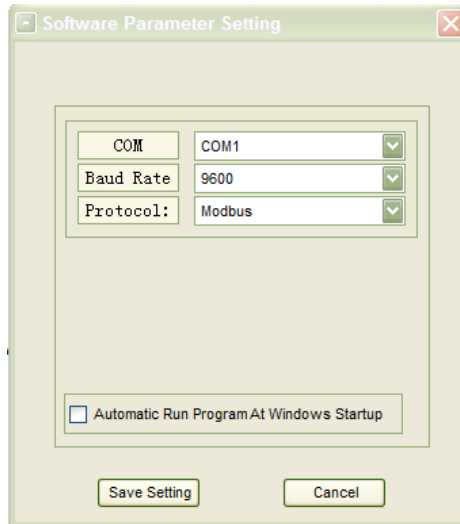 Software Parameter Setting
COM COM1
Baud Rate 9600
Protocol: Modbus
Automatic Run Program At Windows Startup
Save Setting Cancel